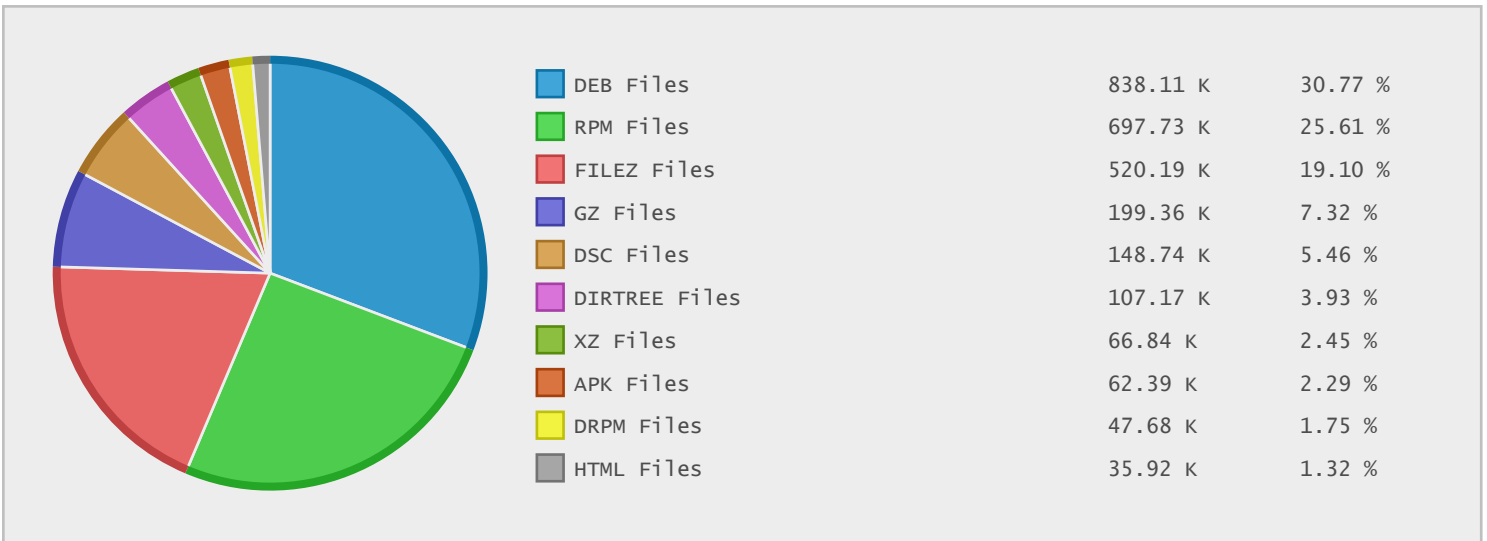 DEB Files 838.11 K 30.77 %
RPM Files 697.73 K 25.61 %
FILEZ Files 520.19 K 19.10 %
GZ Files 199.36 K 7.32 %
DSC Files 148.74 K 5.46 %
DIRTREE Files 107.17 K 3.93 %
XZ Files 66.84 K 2.45 %
APK Files 62.39 K 2.29 %
DRPM Files 47.68 K 1.75 %
HTML Files 35.92 K 1.32 %